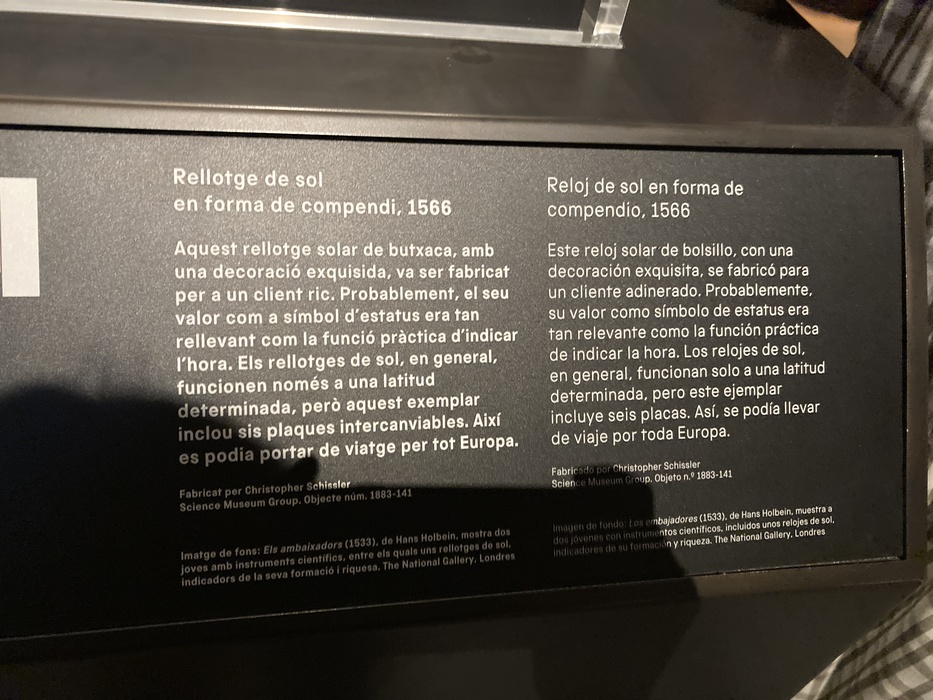 Rellotge de sol
en forma de compendi, 1566
Aquest rellotge solar de butxaca, amb
una decoració exquisida, va ser fabricat
per a un client ric. Probablement, el seu
valor com a símbol d'estatus era tan
rellevant com la funció pràctica d'indicar
l'hora. Els rellotges de sol, en general,
funcionen només a una latitud
determinada, però aquest exemplar
inclou sis plaques intercanviables. Així
es podia portar de viatge per tot Europa.
Fabricat per Christopher Schissler
Science Museum Group. Objecte núm. 1883-141
Imatge de fons: Els ambaixadors (1533), de Hans Holbein, mostra dos
joves amb instruments científics, entre els quals uns rellotges de sol,
indicadors de la seva formació i riquesa. The National Gallery, Londres
Reloj de sol en forma de
compendio, 1566
Este reloj solar de bolsillo, con una
decoración exquisita, se fabricó para
un cliente adinerado. Probablemente,
su valor como símbolo de estatus era
tan relevante como la función práctica
de indicar la hora. Los relojes de sol,
en general, funcionan solo a una latitud
determinada, pero este ejemplar
incluye seis placas. Así, se podía llevar
de viaje por toda Europa.
Fabricado por Christopher Schissler
Science Museum Group. Objeto n.º 1883-141
Imagen de fondo: Los embajadores (1533), de Hans Holbein, muestra a
dos jóvenes con instrumentos científicos, incluidos unos relojes de sol,
indicadores de su formación y riqueza. The National Gallery, Londres